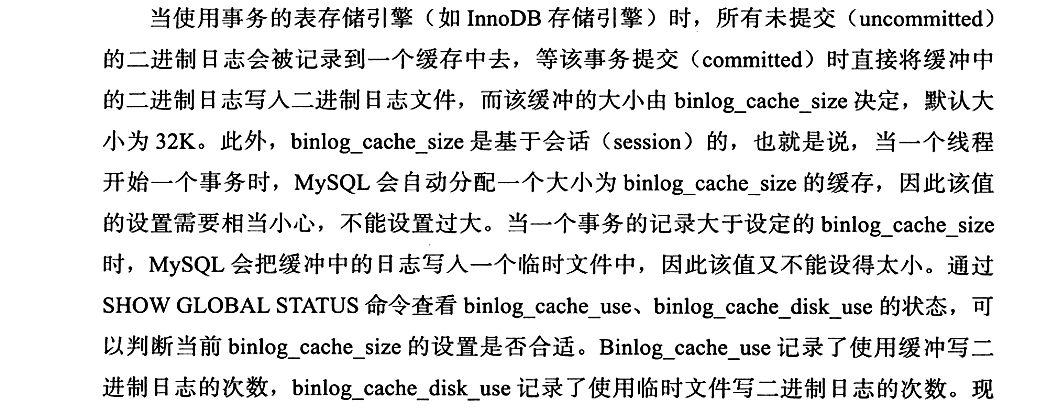 当使用事务的表存储引擎（如 InnoDB 存储引擎）时，所有未提交（uncommitted）
的二进制日志会被记录到一个缓存中去，等该事务提交（committed）时直接将缓冲中
的二进制日志写入二进制日志文件，而该缓冲的大小由 binlog_cache_size 决定，默认大
小为 32K。此外，binlog_cache_size 是基于会话（session）的，也就是说，当一个线程
开始一个事务时，MySQL 会自动分配一个大小为 binlog_cache_size 的缓存，因此该值
的设置需要相当小心，不能设置过大。当一个事务的记录大于设定的 binlog_cache_size
时，MySQL 会把缓冲中的日志写入一个临时文件中，因此该值又不能设得太小。通过
SHOW GLOBAL STATUS 命令查看 binlog_cache_use、binlog_cache_disk_use 的状态，可
以判断当前 binlog_cache_size 的设置是否合适。Binlog_cache_use 记录了使用缓冲写二
进制日志的次数，binlog_cache_disk_use 记录了使用临时文件写二进制日志的次数。现